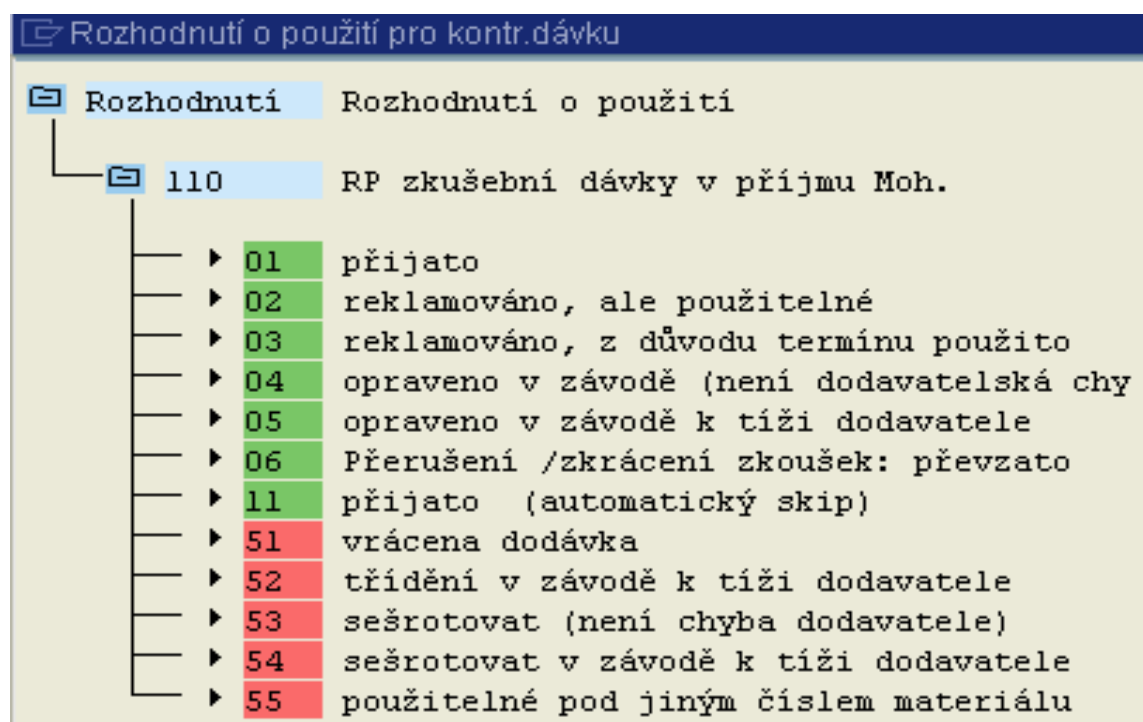 Rozhodnutí o použití pro kontr.dávku
Rozhodnutí Rozhodnutí o použití
110 RP zkušební dávky v příjmu Moh.
01 přijato
02 reklamováno, ale použitelné
03 reklamováno, z důvodu termínu použito
04 opraveno v závodě (není dodavatelská chy
05 opraveno v závodě k tíži dodavatele
06 Přerušení /zkrácení zkoušek: převzato
11 přijato (automatický skip)
51 vrácena dodávka
52 třídění v závodě k tíži dodavatele
53 sešrotovat (není chyba dodavatele)
54 sešrotovat v závodě k tíži dodavatele
55 použitelné pod jiným číslem materiálu